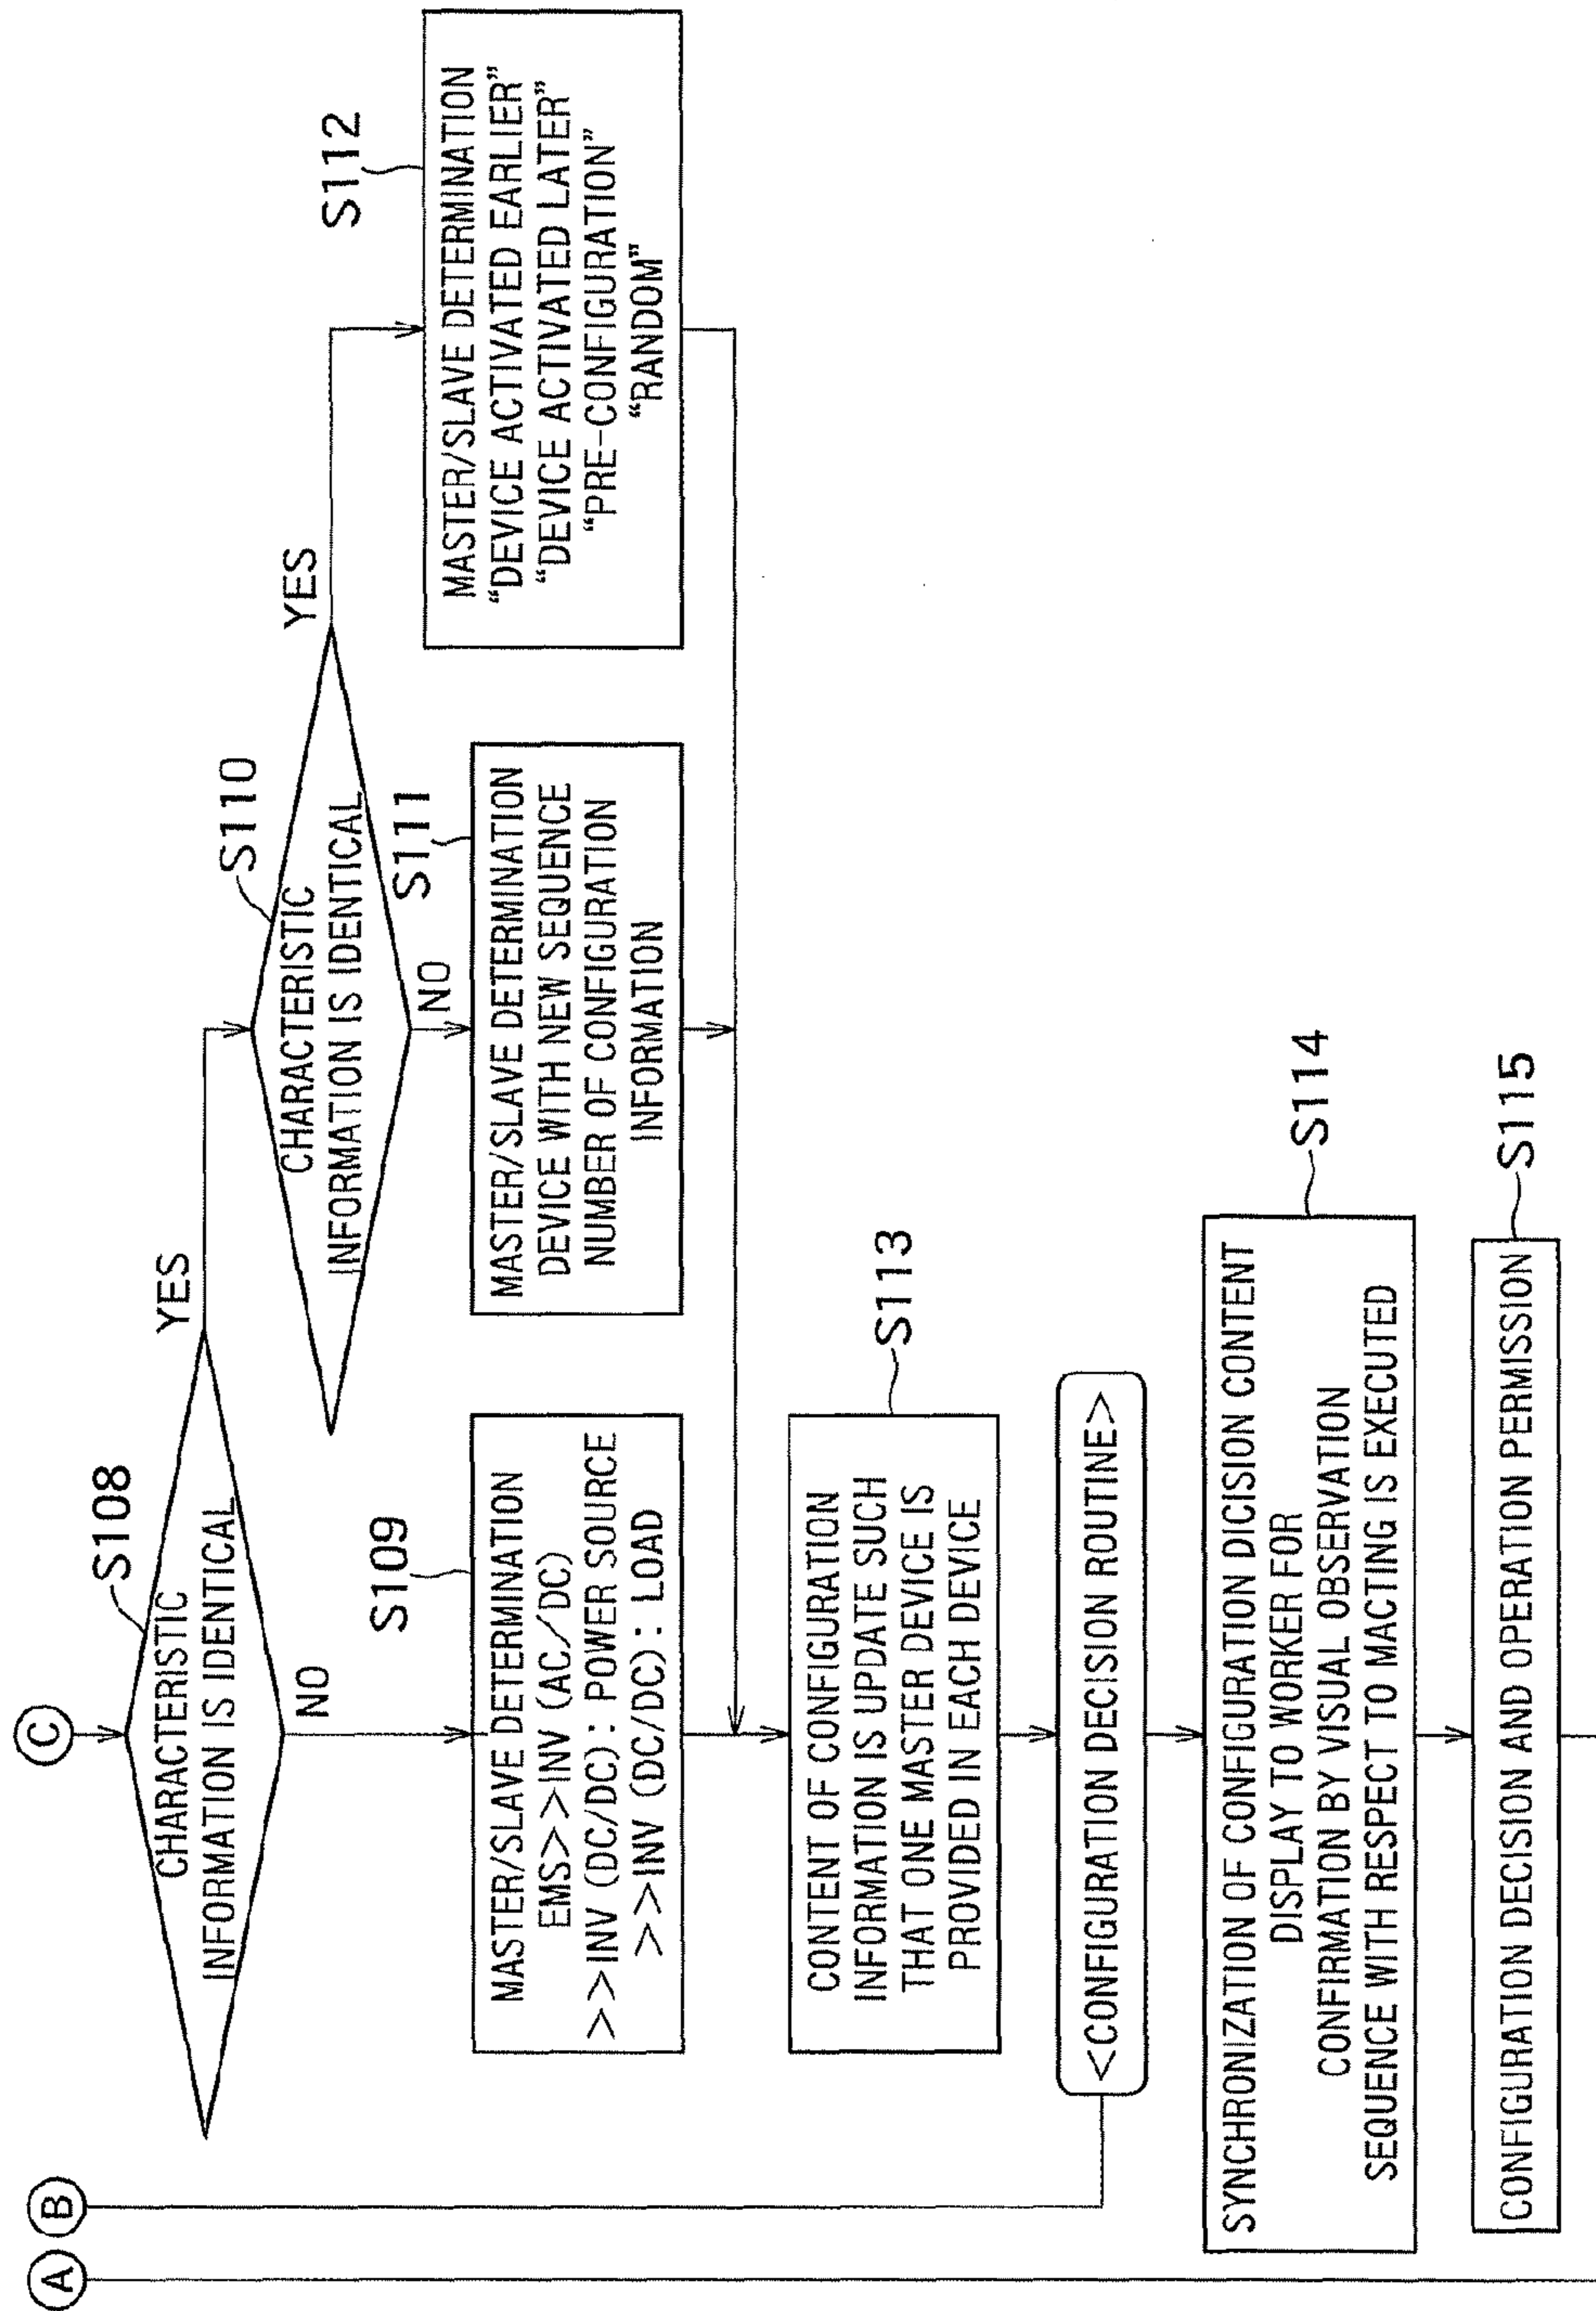 A
B
C
S108
CHARACTERISTIC
INFORMATION IS IDENTICAL
YES
NO
S109
MASTER/SLAVE DETERMINATION
EMS>>INV (AC/DC)
>>INV (DC/DC): POWER SOURCE
>>INV (DC/DC): LOAD
S110
CHARACTERISTIC
INFORMATION IS IDENTICAL
YES
NO
S111
MASTER/SLAVE DETERMINATION
DEVICE WITH NEW SEQUENCE
NUMBER OF CONFIGURATION
INFORMATION
S112
MASTER/SLAVE DETERMINATION
“DEVICE ACTIVATED EARLIER”
“DEVICE ACTIVATED LATER”
“PRE-CONFIGURATION”
“RANDOM”
S113
CONTENT OF CONFIGURATION
INFORMATION IS UPDATE SUCH
THAT ONE MASTER DEVICE IS
PROVIDED IN EACH DEVICE
<CONFIGURATION DECISION ROUTINE>
S114
SYNCHRONIZATION OF CONFIGURATION DICISION CONTENT
DISPLAY TO WORKER FOR
CONFIRMATION BY VISUAL OBSERVATION
SEQUENCE WITH RESPECT TO MACTING IS EXECUTED
S115
CONFIGURATION DECISION AND OPERATION PERMISSION